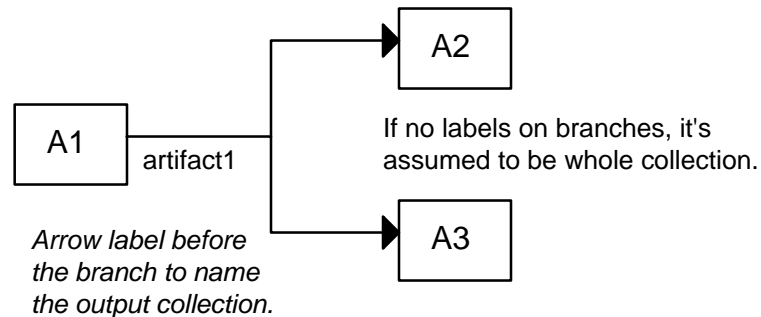 A2
A1
artifact1
If no labels on branches, it's
assumed to be whole collection.
A3
Arrow label before
the branch to name
the output collection.